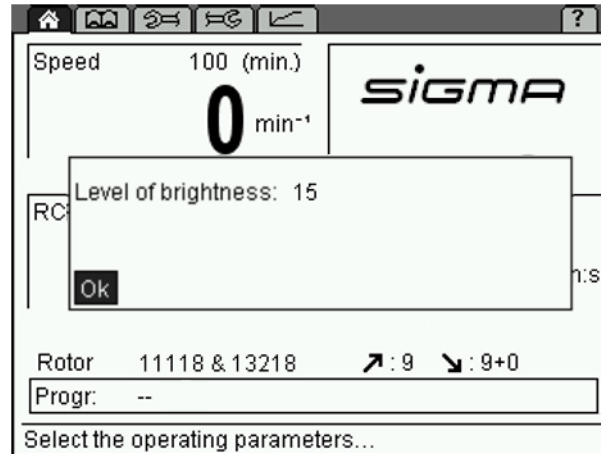 ?
Speed 100 (min.)
0 min⁻¹
sigma
Level of brightness: 15
RC
n:s
Ok
Rotor 11118 & 13218 : 9 : 9+0
Progr: --
Select the operating parameters...